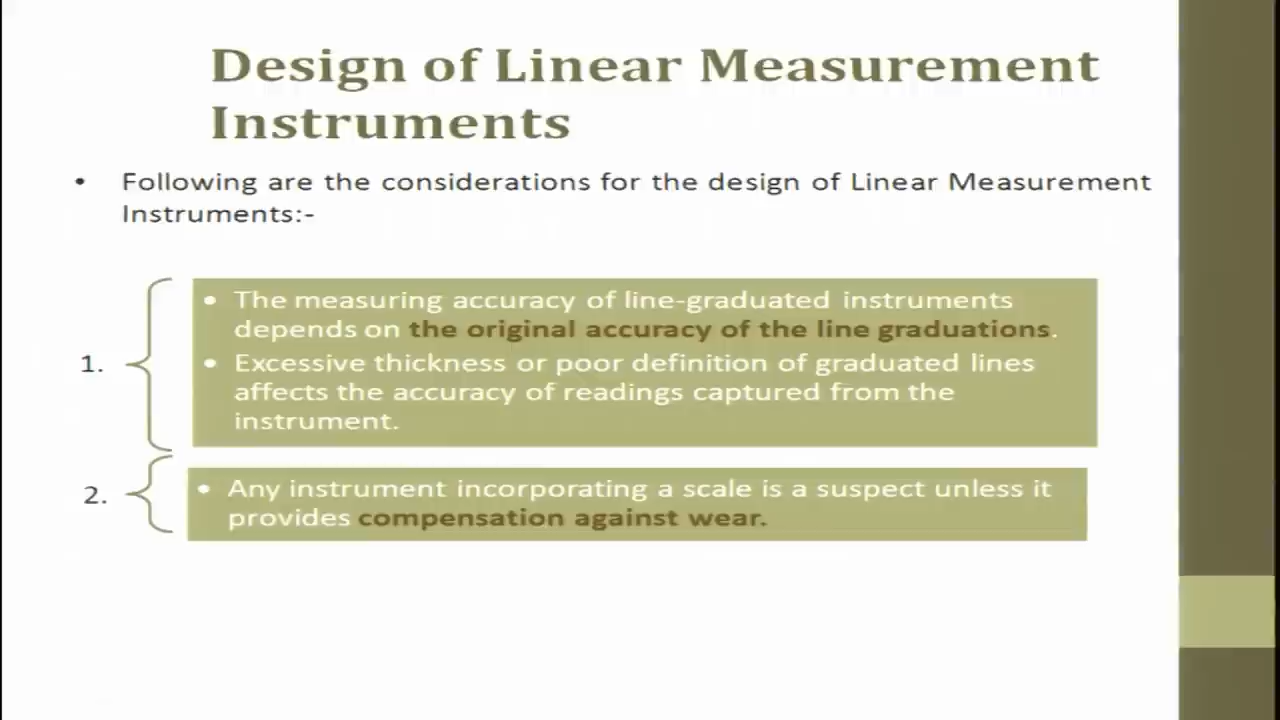 Design of Linear Measurement
Instruments
• Following are the considerations for the design of Linear Measurement
Instruments:-
1.
• The measuring accuracy of line-graduated instruments
depends on the original accuracy of the line graduations.
• Excessive thickness or poor definition of graduated lines
affects the accuracy of readings captured from the
instrument.
2.
• Any instrument incorporating a scale is a suspect unless it
provides compensation against wear.